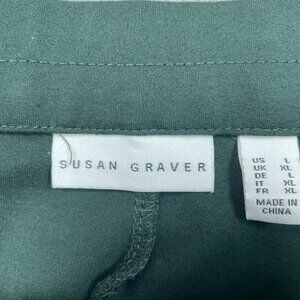 SUSAN GRAVER
US L
UK XL
DE L
IT XL
FR XL
MADE IN
CHINA